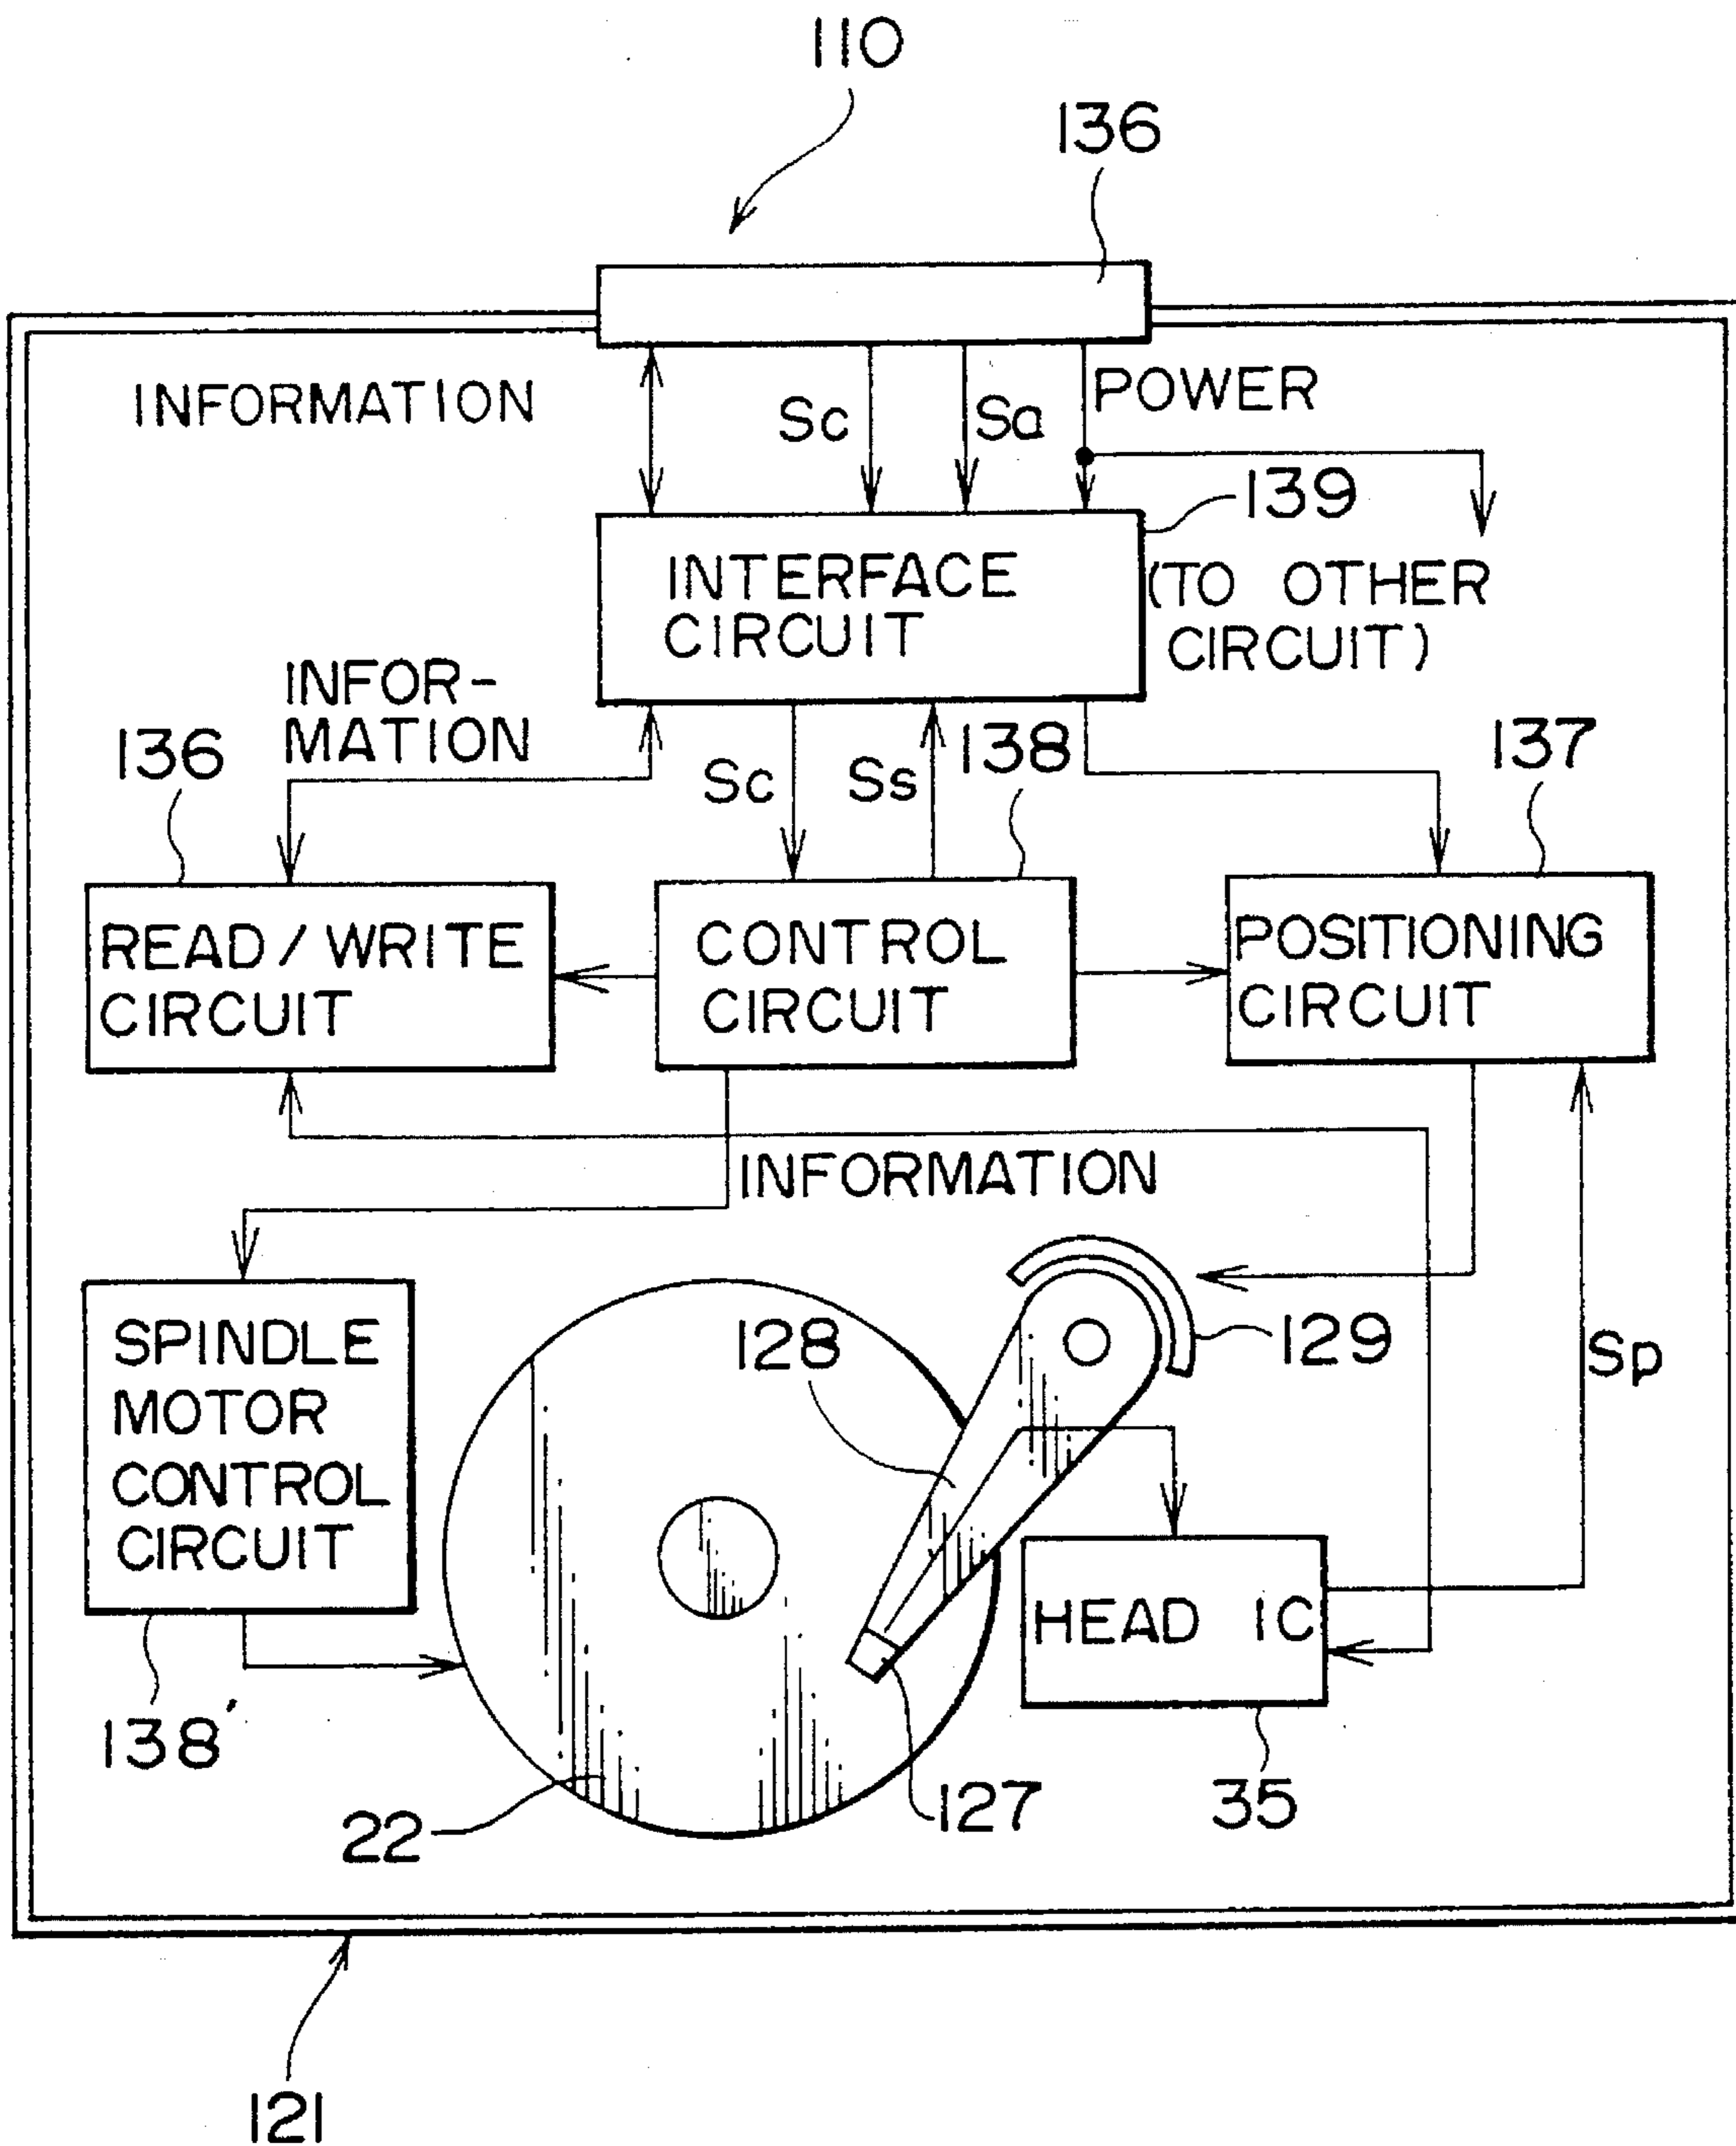 110
136
INFORMATION
Sc
Sa
POWER
139
INTERFACE
CIRCUIT
(TO OTHER
CIRCUIT)
INFOR-
MATION
136
Sc
Ss
138
137
READ/WRITE
CIRCUIT
CONTROL
CIRCUIT
POSITIONING
CIRCUIT
INFORMATION
SPINDLE
MOTOR
CONTROL
CIRCUIT
128
129
Sp
HEAD IC
138'
22
127
35
121